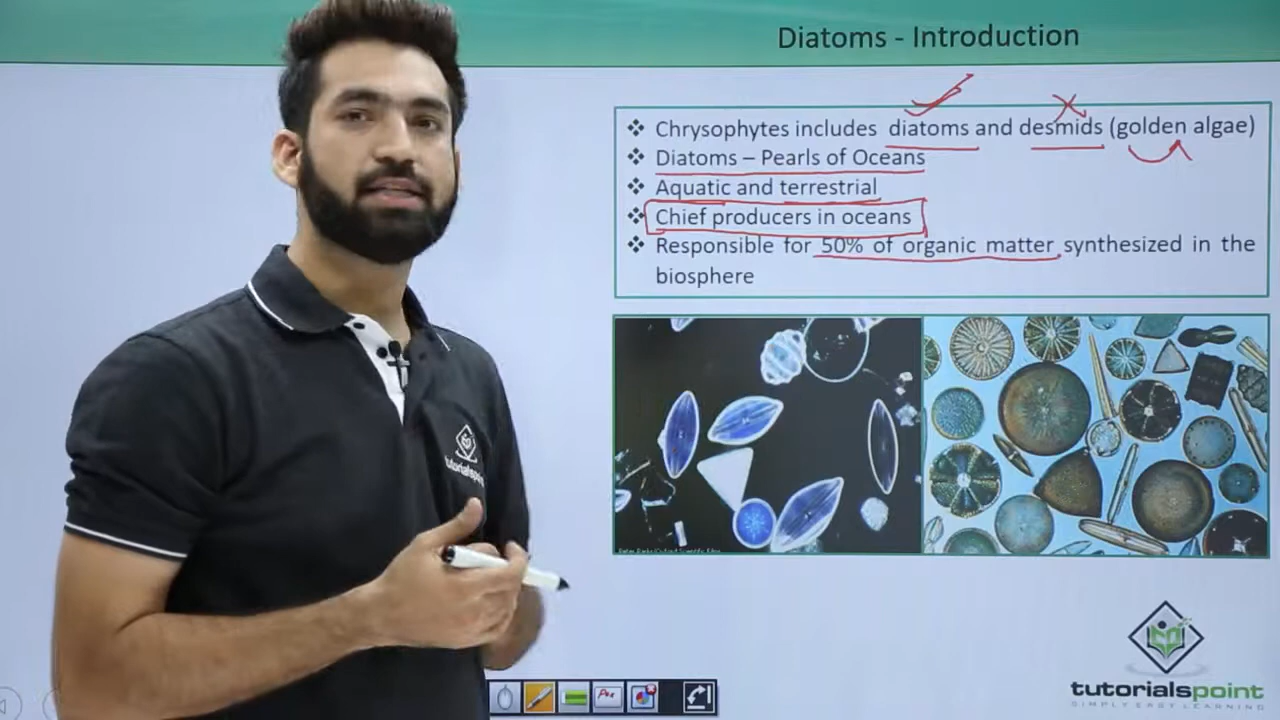 Diatoms - Introduction
❖ Chrysophytes includes diatoms and desmids (golden algae)
❖ Diatoms – Pearls of Oceans
❖ Aquatic and terrestrial
❖ Chief producers in oceans
❖ Responsible for 50% of organic matter synthesized in the
biosphere
tutorialspoint
tutorialspoint
SIMPLY EASY LEARNING